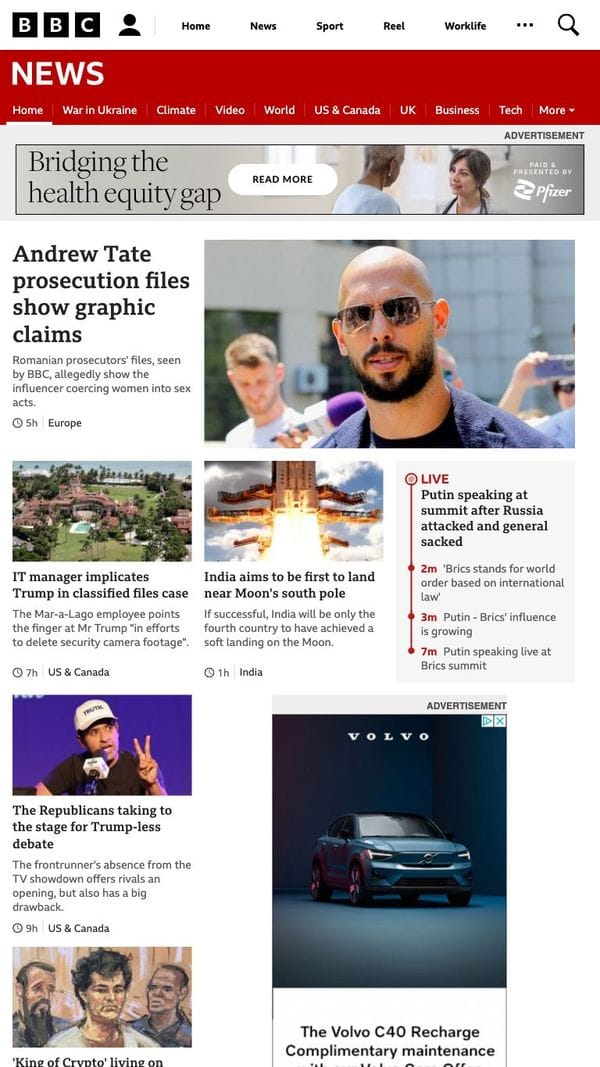 BBC
Home News Sport Reel Worklife
NEWS
Home War in Ukraine Climate Video World US & Canada UK Business Tech More
ADVERTISEMENT
Bridging the
health equity gap
READ MORE
PAID &
PRESENTED BY
Pfizer
Andrew Tate
prosecution files
show graphic
claims
Romanian prosecutors' files, seen
by BBC, allegedly show the
influencer coercing women into sex
acts.
5h Europe
IT manager implicates
Trump in classified files case
The Mar-a-Lago employee points
the finger at Mr Trump "in efforts
to delete security camera footage".
7h US & Canada
India aims to be first to land
near Moon's south pole
If successful, India will be only the
fourth country to have achieved a
soft landing on the Moon.
1h India
LIVE
Putin speaking at
summit after Russia
attacked and general
sacked
2m 'Brics stands for world
order based on international
law'
3m Putin - Brics' influence
is growing
7m Putin speaking live at
Brics summit
TRUTH.
The Republicans taking to
the stage for Trump-less
debate
The frontrunner's absence from the
TV showdown offers rivals an
opening, but also has a big
drawback.
9h US & Canada
ADVERTISEMENT
VOLVO
The Volvo C40 Recharge
Complimentary maintenance
'King of Crypto' living on